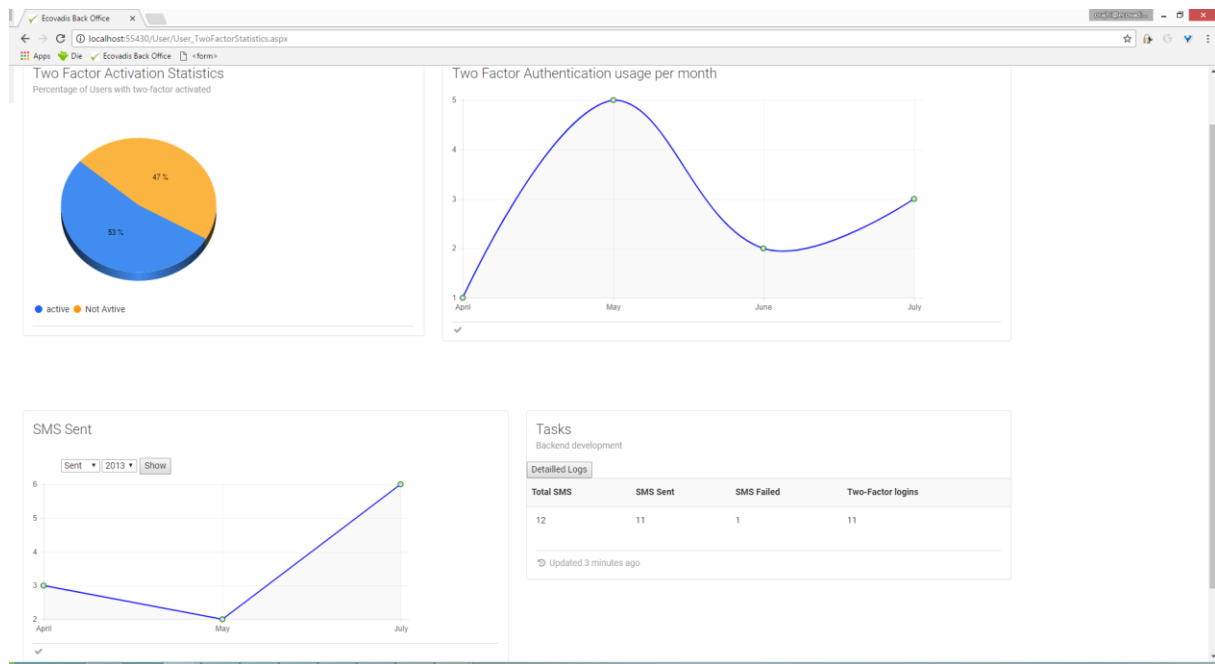 Ecovadis Back Office
localhost:55430/User/User_TwoFactorStatistics.aspx
Apps Die Ecovadis Back Office <form>
Two Factor Activation Statistics
Percentage of Users with two-factor activated
47 %
53 %
active Not Avtive
Two Factor Authentication usage per month
5
4
3
2
1
April May June July
SMS Sent
Sent 2013 Show
6
5
4
3
2
April May July
Tasks
Backend development
Detailled Logs
Total SMS SMS Sent SMS Failed Two-Factor logins
12 11 1 11
Updated 3 minutes ago